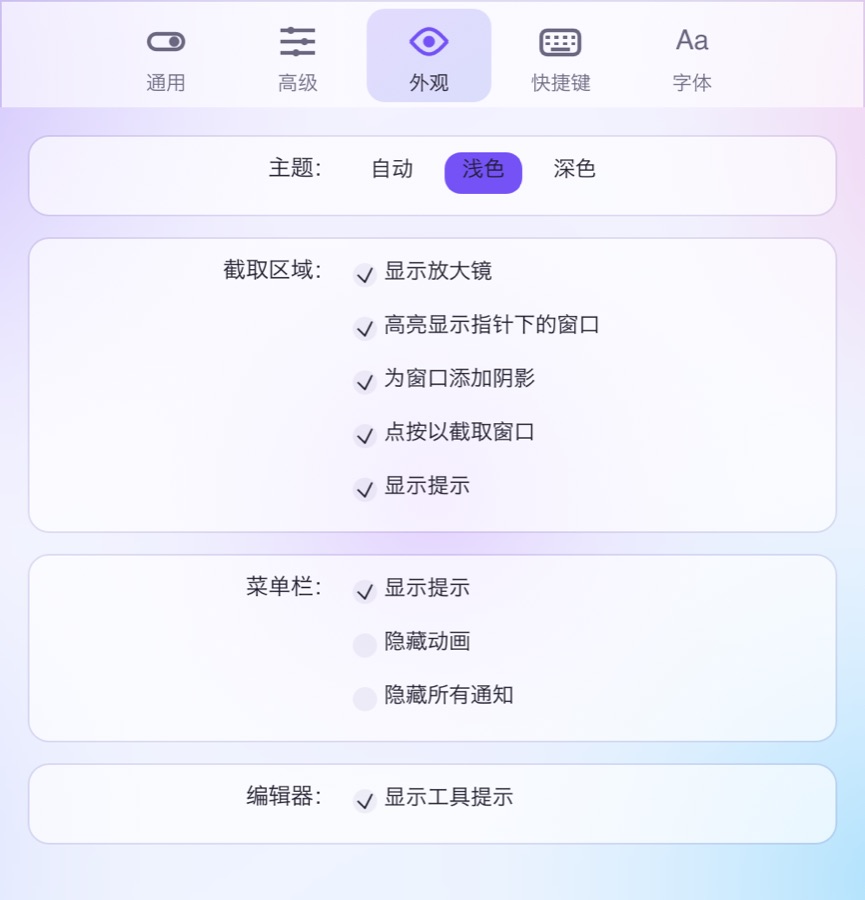 通用 高级 外观 快捷键 Aa 字体
主题： 自动 浅色 深色
截取区域： 显示放大镜
高亮显示指针下的窗口
为窗口添加阴影
点按以截取窗口
显示提示
菜单栏： 显示提示
隐藏动画
隐藏所有通知
编辑器： 显示工具提示